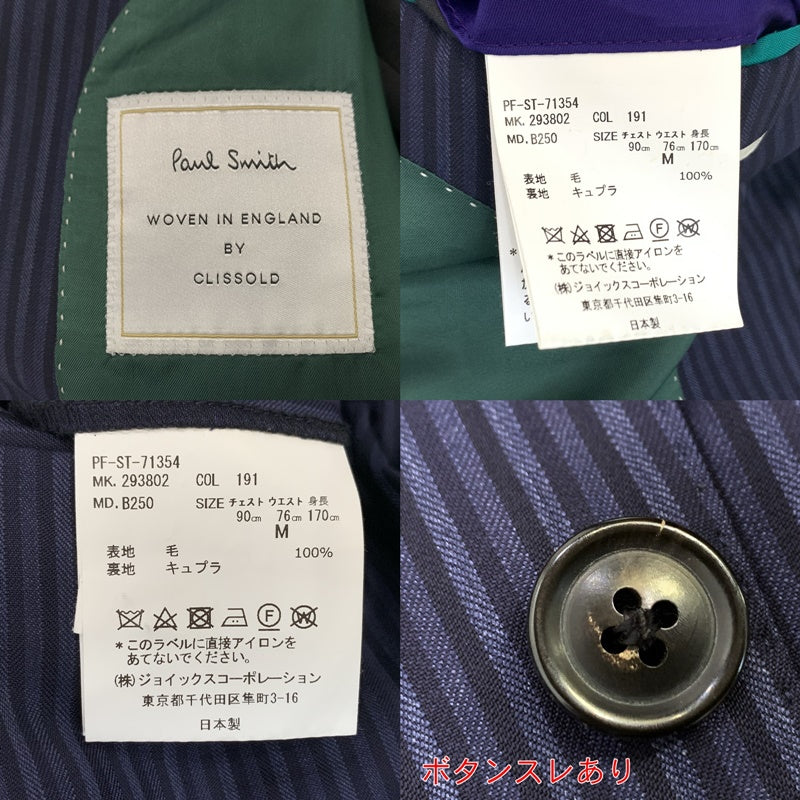 Paul Smith
WOVEN IN ENGLAND
BY
CLISSOLD
PF-ST-71354
MK. 293802 COL 191
MD. B250 SIZE チェスト ウエスト 身長
90㎝ 76㎝ 170㎝
M
表地 毛 100%
裏地 キュプラ
*このラベルに直接アイロンを
あてないでください。
(株)ジョイックスコーポレーション
東京都千代田区隼町3-16
日本製
PF-ST-71354
MK. 293802 COL 191
MD. B250 SIZE チェスト ウエスト 身長
90㎝ 76㎝ 170㎝
M
表地 毛 100%
裏地 キュプラ
*このラベルに直接アイロンを
あてないでください。
(株)ジョイックスコーポレーション
東京都千代田区隼町3-16
日本製
ボタンスレあり